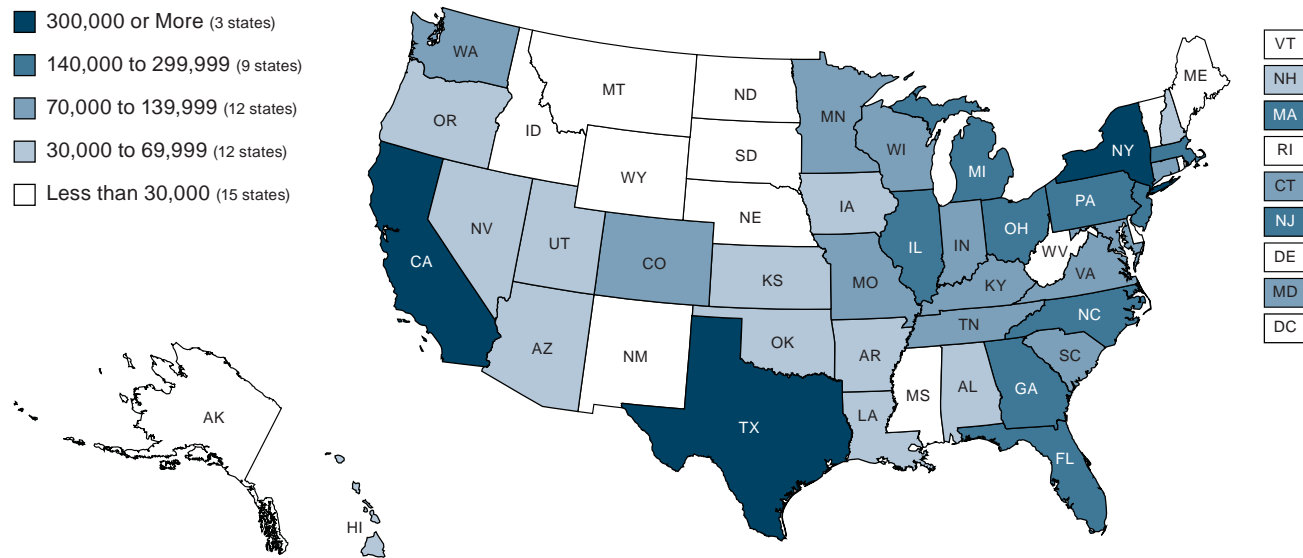 300,000 or More (3 states)
140,000 to 299,999 (9 states)
70,000 to 139,999 (12 states)
30,000 to 69,999 (12 states)
Less than 30,000 (15 states)
WA
MT
ND
MN
ME
VT
NH
MA
RI
CT
NJ
DE
MD
DC
OR
ID
SD
WI
MI
NY
WY
NE
IA
PA
NV
UT
CO
KS
MO
IL
IN
OH
WV
VA
KY
CA
AZ
NM
OK
AR
TN
NC
SC
MS
AL
GA
LA
TX
FL
AK
HI